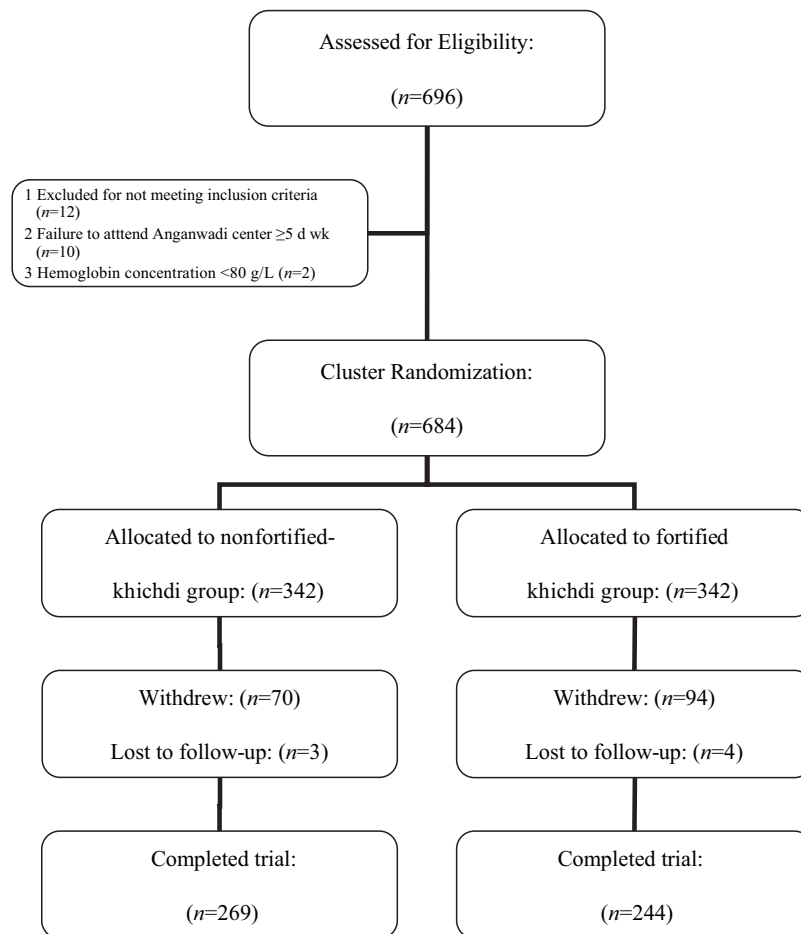 Assessed for Eligibility:
(n=696)
1 Excluded for not meeting inclusion criteria
(n=12)
2 Failure to atttend Anganwadi center ≥5 d wk
(n=10)
3 Hemoglobin concentration <80 g/L (n=2)
Cluster Randomization:
(n=684)
Allocated to nonfortified-
khichdi group: (n=342)
Allocated to fortified
khichdi group: (n=342)
Withdrew: (n=70)
Lost to follow-up: (n=3)
Withdrew: (n=94)
Lost to follow-up: (n=4)
Completed trial:
(n=269)
Completed trial:
(n=244)